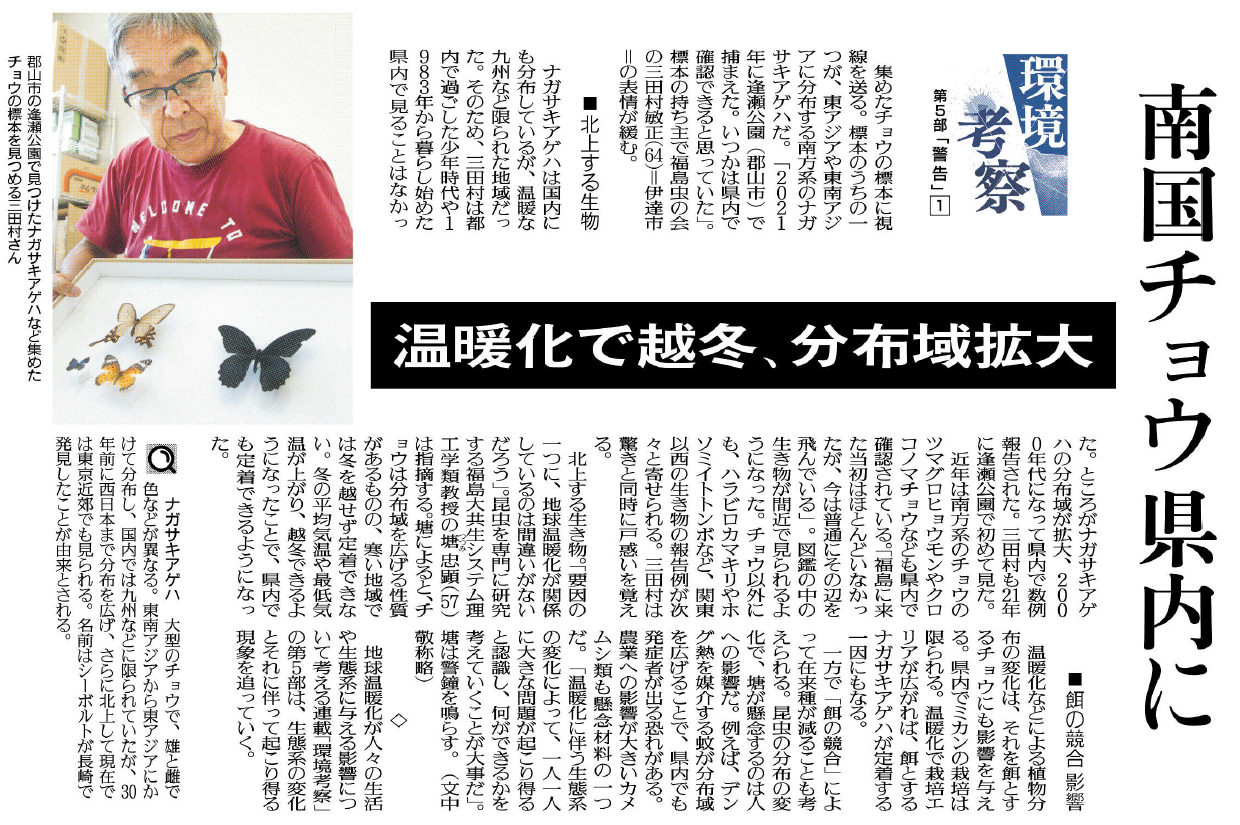 南国チョウ県内に
温暖化で越冬、分布域拡大
環境
考察
第5部「警告」1
集めたチョウの標本に視
線を送る。標本のうちの一
つが、東アジアや東南アジ
アに分布する南方系のナガ
サキアゲハだ。「2021
年に逢瀬公園(郡山市)で
捕まえた。いつかは県内で
確認できると思っていた」。
標本の持ち主で福島虫の会
の三田村敏正(64)=伊達市
=の表情が緩む。
■北上する生物
ナガサキアゲハは国内に
も分布しているが、温暖な
九州など限られた地域だっ
た。そのため、三田村は都
内で過ごした少年時代や1
983年から暮らし始めた
県内で見ることはなかっ
た。ところがナガサキアゲ
ハの分布域が拡大、200
0年代になって県内で数例
報告された。三田村も21年
に逢瀬公園で初めて見た。
近年は南方系のチョウの
ツマグロヒョウモンやクロ
コノマチョウなども県内で
確認されている。「福島に来
た当初はほとんどいなかっ
たが、今は普通にその辺を
飛んでいる」。図鑑の中の
生き物が間近で見られるよ
うになった。チョウ以外に
も、ハラビロカマキリやホ
ソミイトトンボなど、関東
以西の生き物の報告例が次
々と寄せられる。三田村は
驚きと同時に戸惑いを覚え
る。
北上する生き物。「要因の
一つに、地球温暖化が関係
しているのは間違いがない
だろう」。昆虫を専門に研究
する福島大共生システム理
工学類教授の塘忠顕(57)
つつみ
は指摘する。塘によると、チ
ョウは分布域を広げる性質
があるものの、寒い地域で
は冬を越せず定着できな
い。冬の平均気温や最低気
温が上がり、越冬できるよ
うになったことで、県内で
も定着できるようになっ
た。
■餌の競合 影響
温暖化などによる植物分
布の変化は、それを餌とす
るチョウにも影響を与え
る。県内でミカンの栽培は
限られる。温暖化で栽培エ
リアが広がれば、餌とする
ナガサキアゲハが定着する
一因にもなる。
一方で「餌の競合」によ
って在来種が減ることも考
えられる。昆虫の分布の変
化で、塘が懸念するのは人
への影響だ。例えば、デン
グ熱を媒介する蚊が分布域
を広げることで、県内でも
発症者が出る恐れがある。
農業への影響が大きいカメ
ムシ類も懸念材料の一つ
だ。「温暖化に伴う生態系
の変化によって、一人一人
に大きな問題が起こり得る
と認識し、何ができるかを
考えていくことが大事だ」。
塘は警鐘を鳴らす。(文中
敬称略)
◇
地球温暖化が人々の生活
や生態系に与える影響につ
いて考える連載「環境考察」
の第5部は、生態系の変化
とそれに伴って起こり得る
現象を追っていく。
ナガサキアゲハ 大型のチョウで、雄と雌で
色などが異なる。東南アジアから東アジアにか
けて分布し、国内では九州などに限られていたが、30
年前に西日本まで分布を広げ、さらに北上して現在で
は東京近郊でも見られる。名前はシーボルトが長崎で
発見したことが由来とされる。
郡山市の逢瀬公園で見つけたナガサキアゲハなど集めた
チョウの標本を見つめる三田村さん
WELCOME TO